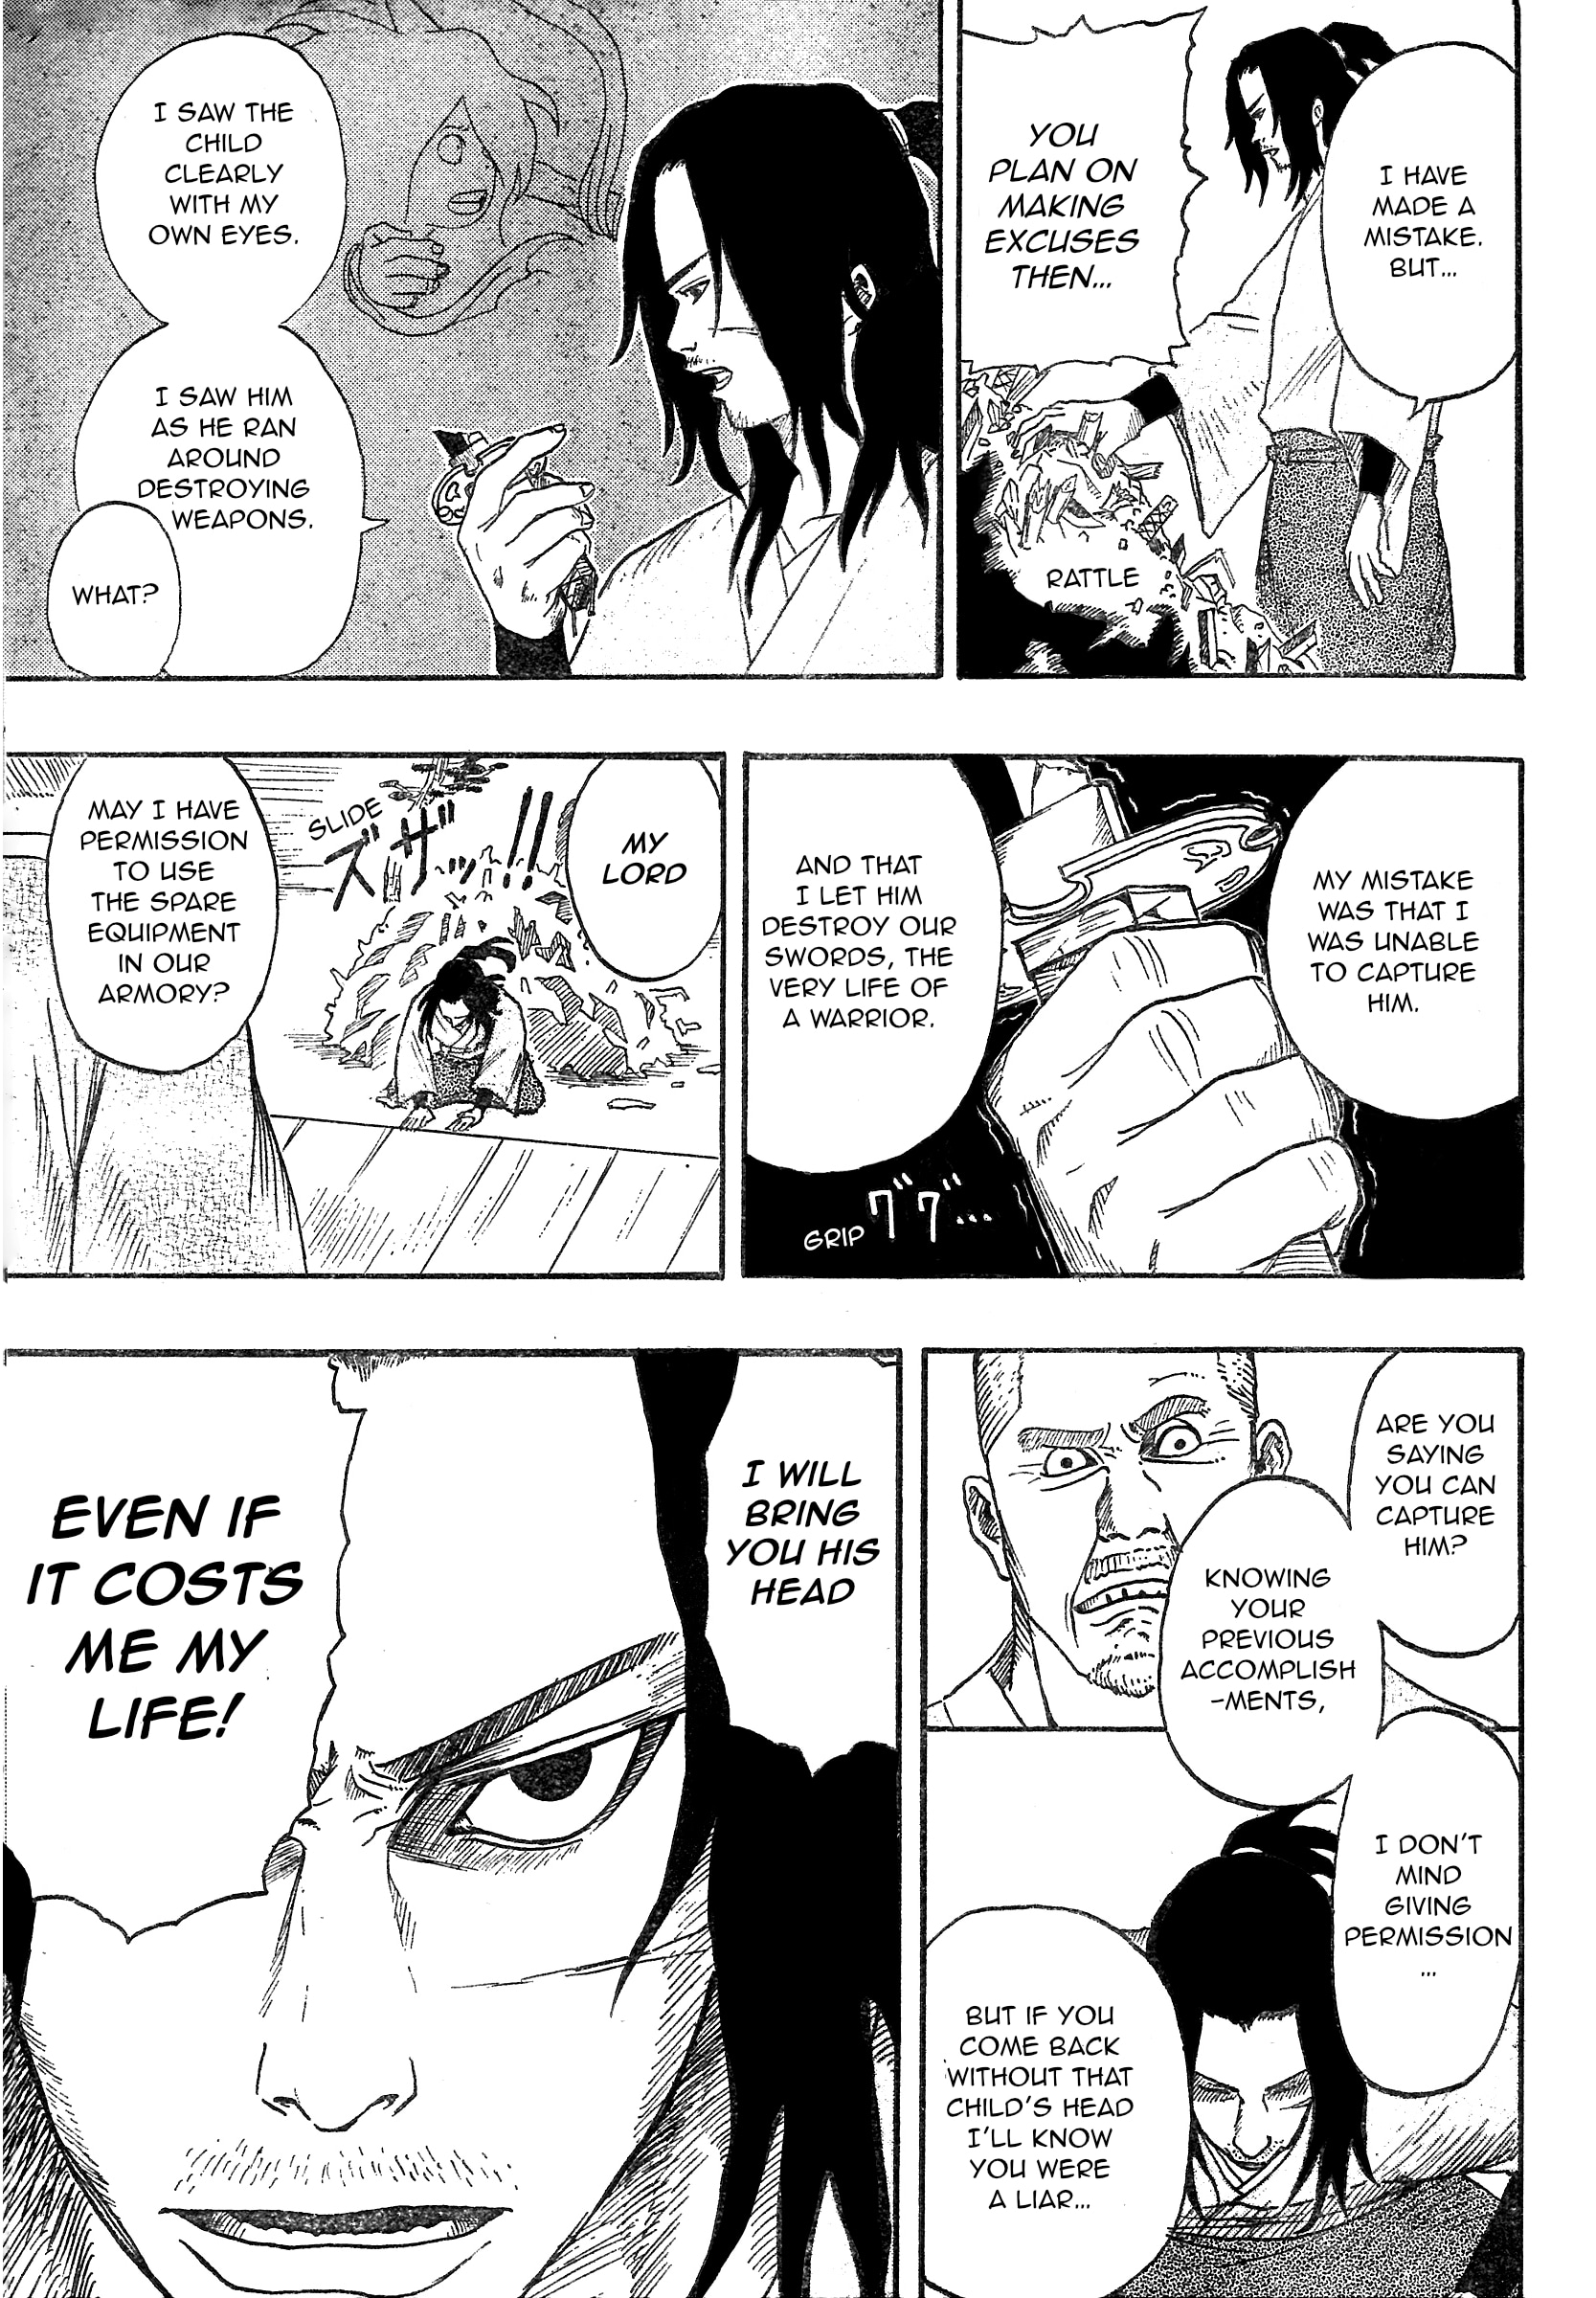 I HAVE
MADE A
MISTAKE.
BUT...
YOU
PLAN ON
MAKING
EXCUSES
THEN...
RATTLE
I SAW THE
CHILD
CLEARLY
WITH MY
OWN EYES.
I SAW HIM
AS HE RAN
AROUND
DESTROYING
WEAPONS.
WHAT?
MY MISTAKE
WAS THAT I
WAS UNABLE
TO CAPTURE
HIM.
AND THAT
I LET HIM
DESTROY OUR
SWORDS, THE
VERY LIFE OF
A WARRIOR.
GRIP
グ グ...
MY
LORD
SLIDE
ズザッ!!
MAY I HAVE
PERMISSION
TO USE
THE SPARE
EQUIPMENT
IN OUR
ARMORY?
ARE YOU
SAYING
YOU CAN
CAPTURE
HIM?
KNOWING
YOUR
PREVIOUS
ACCOMPLISH
-MENTS,
I DON'T
MIND
GIVING
PERMISSION
...
BUT IF YOU
COME BACK
WITHOUT THAT
CHILD'S HEAD
I'LL KNOW
YOU WERE
A LIAR...
I WILL
BRING
YOU HIS
HEAD
EVEN IF
IT COSTS
ME MY
LIFE!